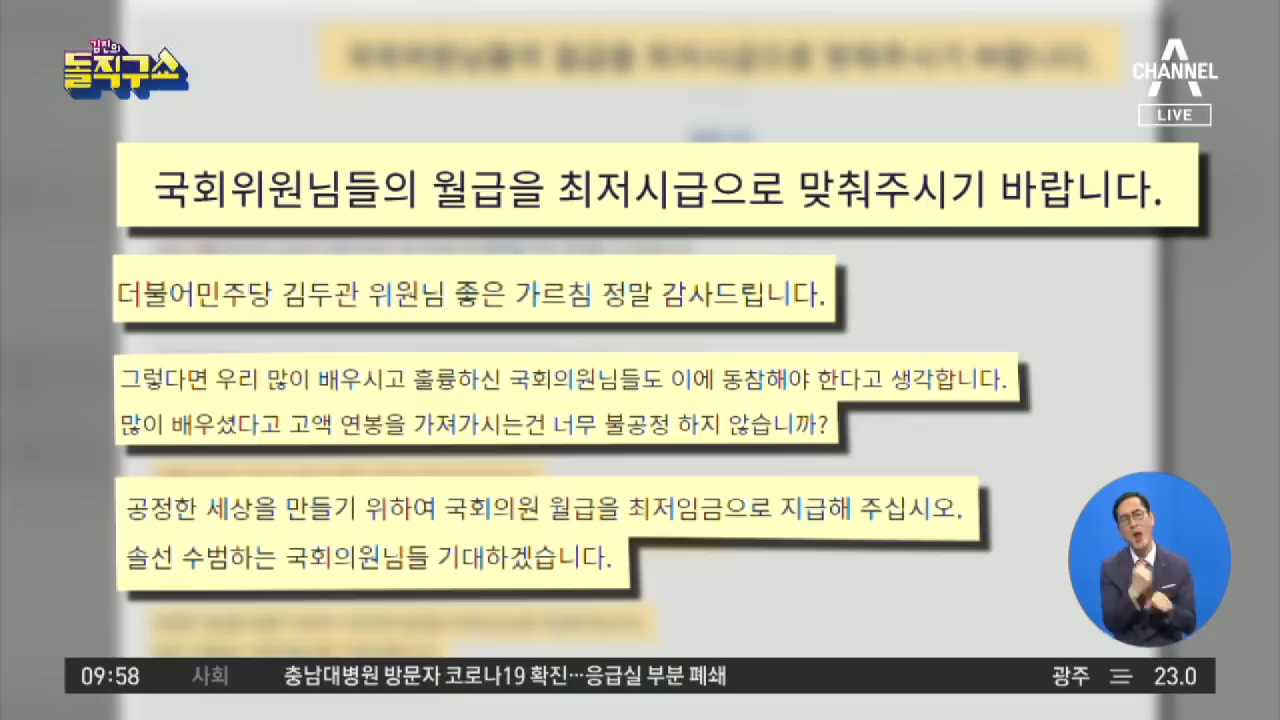 김진의
돌직구쇼
CHANNEL
LIVE
국회위원님들의 월급을 최저시급으로 맞춰주시기 바랍니다.
더불어민주당 김두관 위원님 좋은 가르침 정말 감사드립니다.
그렇다면 우리 많이 배우시고 훌륭하신 국회의원님들도 이에 동참해야 한다고 생각합니다.
많이 배우셨다고 고액 연봉을 가져가시는건 너무 불공정 하지 않습니까?
공정한 세상을 만들기 위하여 국회의원 월급을 최저임금으로 지급해 주십시오.
솔선 수범하는 국회의원님들 기대하겠습니다.
09:58 사회 충남대병원 방문자 코로나19 확진…응급실 부분 폐쇄 광주 23.0